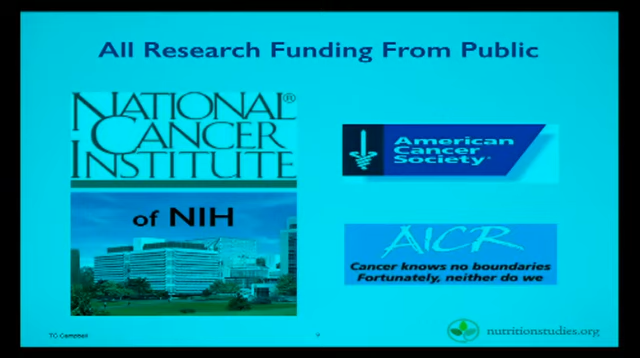 All Research Funding From Public
NATIONAL®
CANCER
INSTITUTE
of NIH
American
Cancer
Society®
AICR
Cancer knows no boundaries
Fortunately, neither do we
TC Campbell
nutritionstudies.org